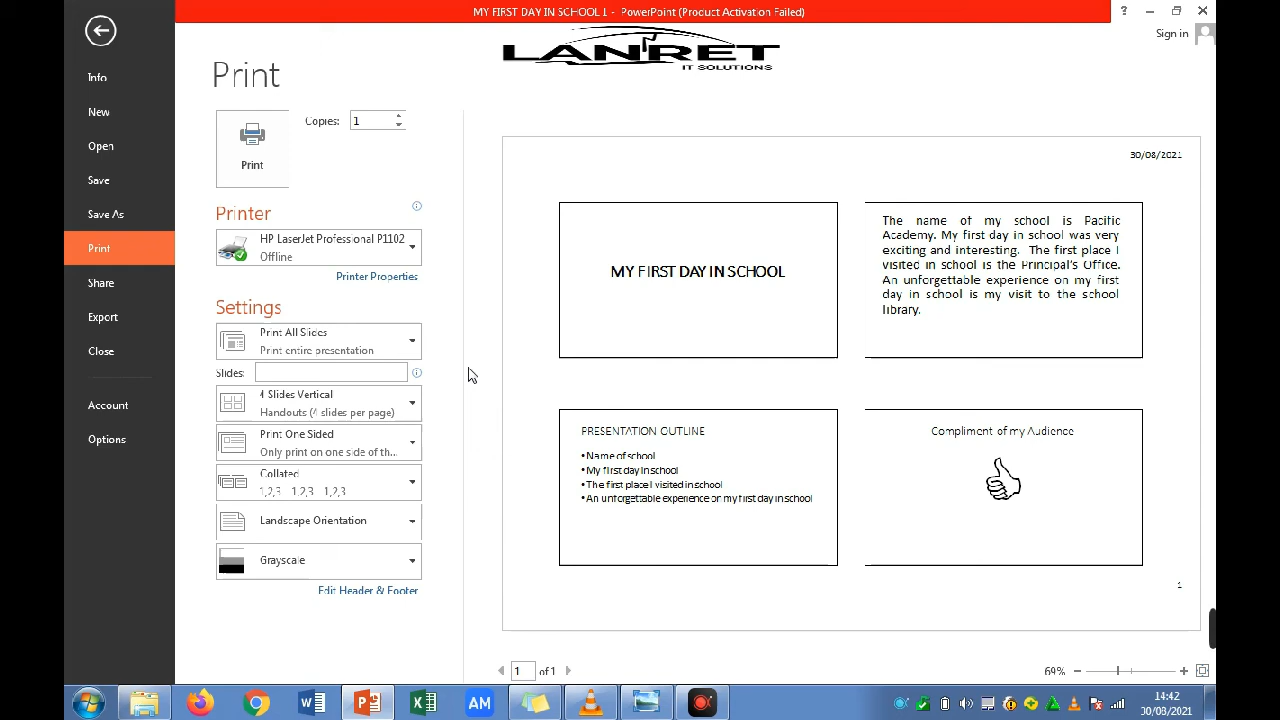 MY FIRST DAY IN SCHOOL 1 - PowerPoint (Product Activation Failed)
?
Sign in
LANRET
IT SOLUTIONS
Info
New
Open
Save
Save As
Print
Share
Export
Close
Account
Options
Print
Print
Copies: 1
Printer
HP LaserJet Professional P1102
Offline
Printer Properties
Settings
Print All Slides
Print entire presentation
Slides:
4 Slides Vertical
Handouts (4 slides per page)
Print One Sided
Only print on one side of th...
Collated
1,2,3 1,2,3 1,2,3
Landscape Orientation
Grayscale
Edit Header & Footer
30/08/2021
MY FIRST DAY IN SCHOOL
The name of my school is Pacific
Academy. My first day in school was very
exciting and interesting. The first place I
visited in school is the Principal's Office.
An unforgettable experience on my first
day in school is my visit to the school
library.
PRESENTATION OUTLINE
•Name of school
•My first day in school
•The first place I visited in school
•An unforgettable experience on my first day in school
Compliment of my Audience
1
1 of 1
69%
AM
14:42
30/08/2021